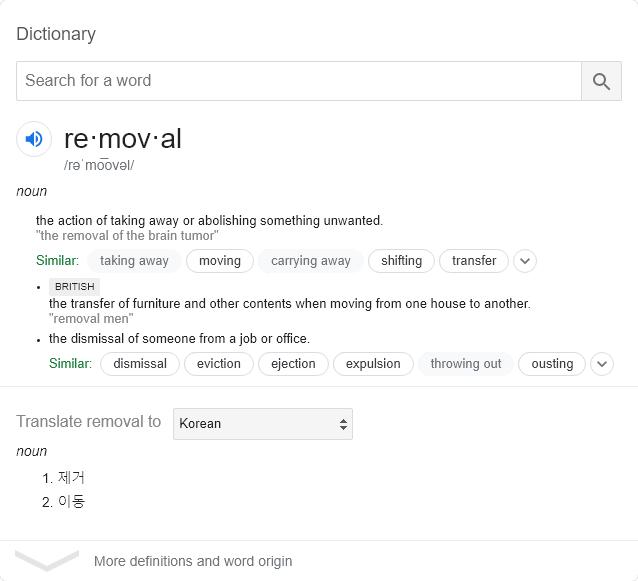 Dictionary
Search for a word
re·mov·al
/rəˈmo͞ovəl/
noun
the action of taking away or abolishing something unwanted.
"the removal of the brain tumor"
Similar: taking away moving carrying away shifting transfer
• BRITISH
the transfer of furniture and other contents when moving from one house to another.
"removal men"
• the dismissal of someone from a job or office.
Similar: dismissal eviction ejection expulsion throwing out ousting
Translate removal to Korean
noun
1. 제거
2. 이동
More definitions and word origin